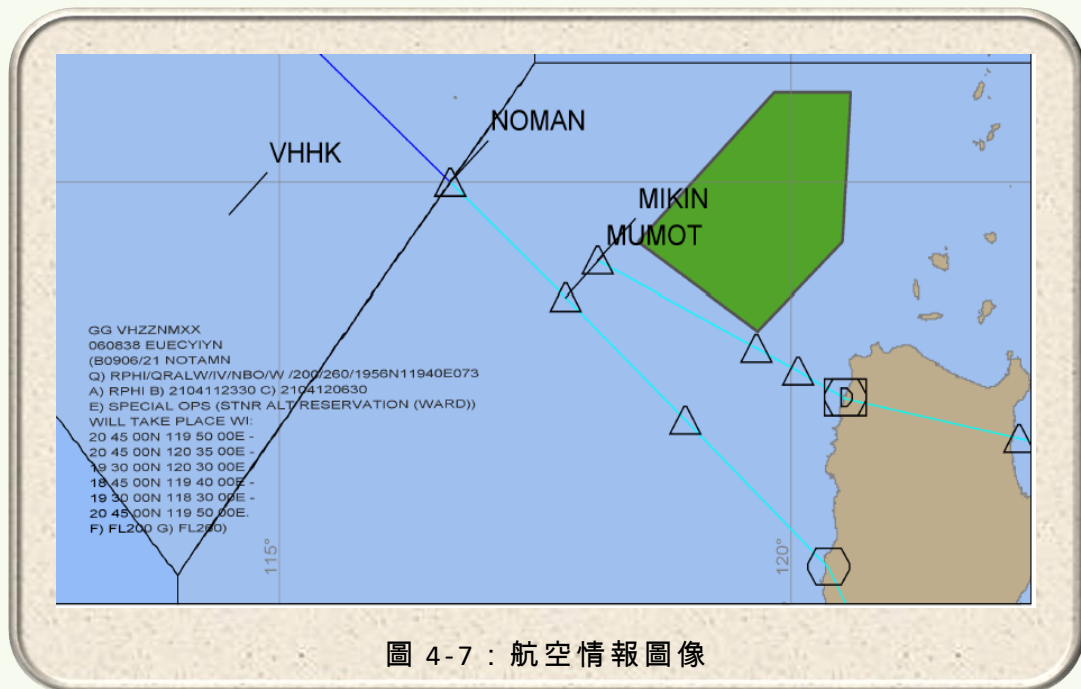 NOMAN
VHHK
MIKIN
MUMOT
GG VHZZNMXX
060838 EUECYIYN
(B0906/21 NOTAMN
Q) RPHI/QRALW/IV/NBO/W /200/260/1956N11940E073
A) RPHI B) 2104112330 C) 2104120630
E) SPECIAL OPS (STNR ALT RESERVATION (WARD))
WILL TAKE PLACE WI:
20 45 00N 119 50 00E -
20 45 00N 120 35 00E -
19 30 00N 120 30 00E -
18 45 00N 119 40 00E -
19 30 00N 118 30 00E -
20 45 00N 119 50 00E.
F) FL200 G) FL260)
D
115°
120°
圖 4-7：航空情報圖像